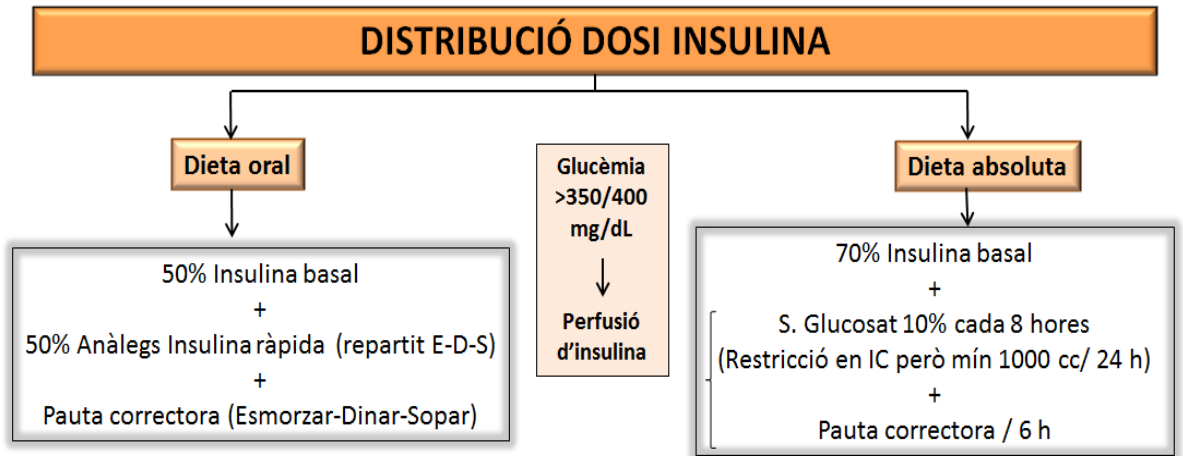 DISTRIBUCIÓ DOSI INSULINA
Dieta oral
50% Insulina basal
+
50% Anàlegs Insulina ràpida (repartit E-D-S)
+
Pauta correctora (Esmorzar-Dinar-Sopar)
Glucèmia
>350/400
mg/dL
Perfusió
d’insulina
Dieta absoluta
70% Insulina basal
+
S. Glucosat 10% cada 8 hores
(Restricció en IC però mín 1000 cc/ 24 h)
+
Pauta correctora / 6 h